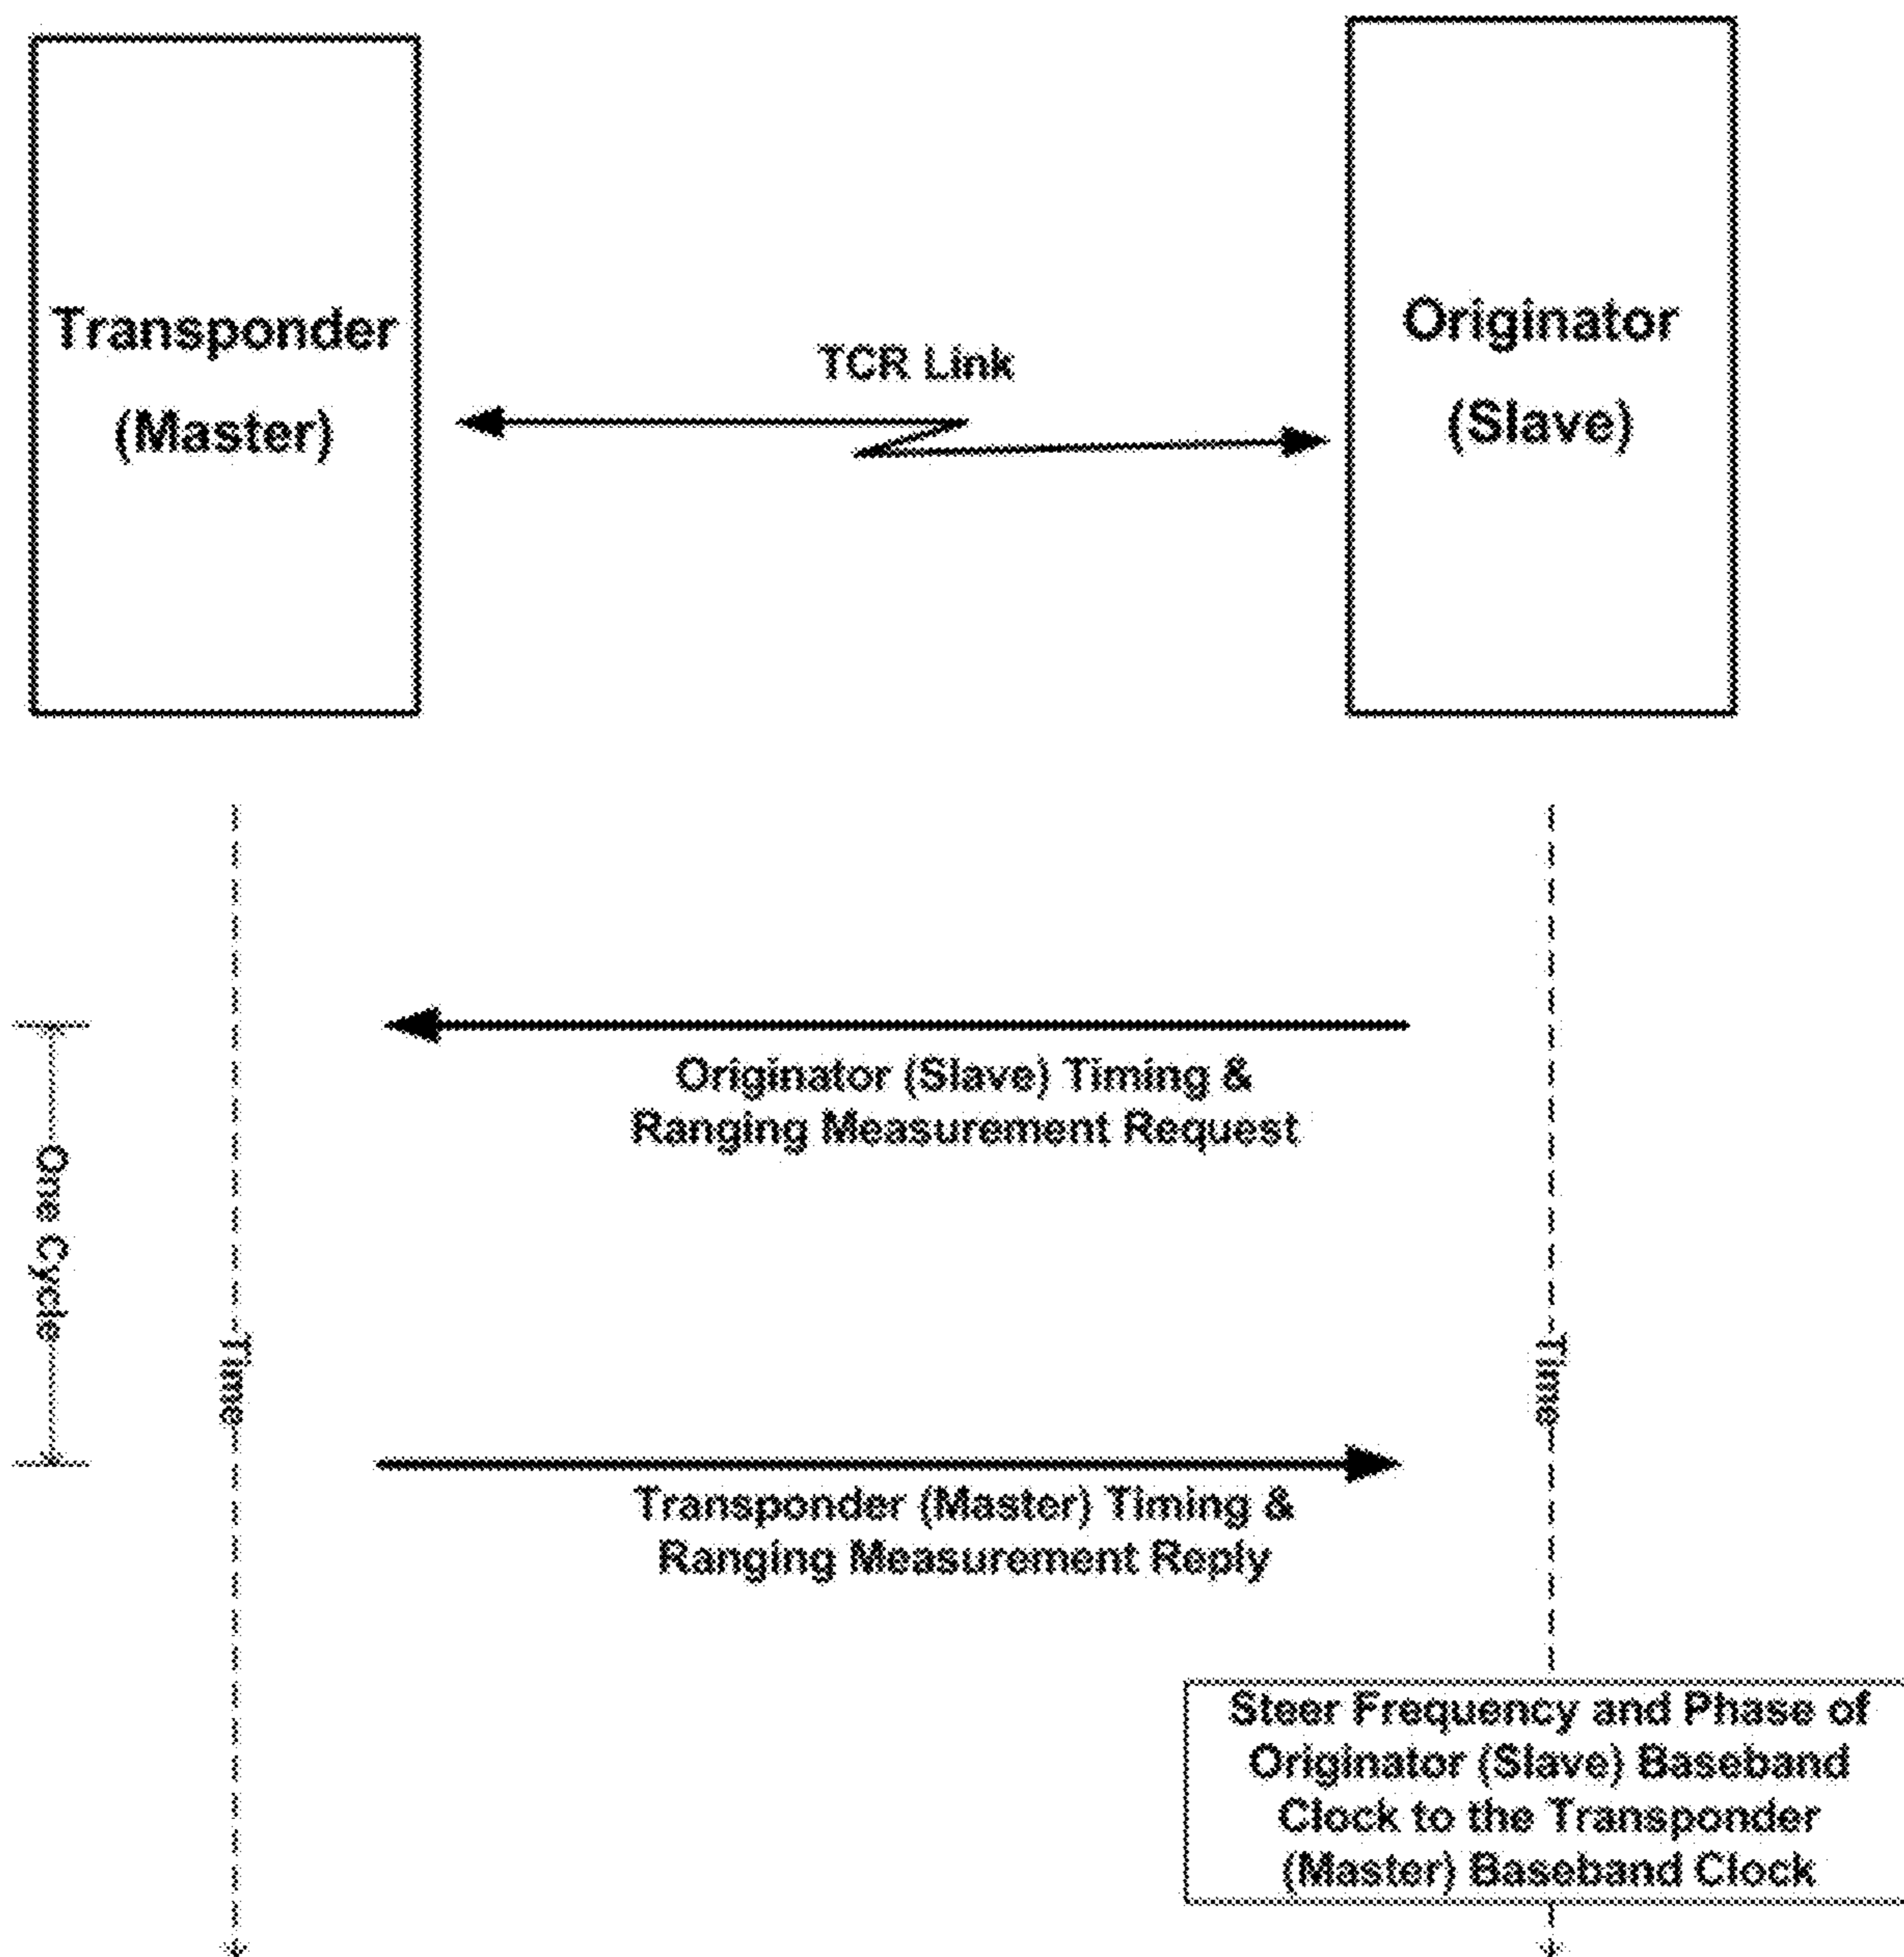 Transponder
(Master)
TCR Link
Originator
(Slave)
Originator (Slave) Timing &
Ranging Measurement Request
One Cycle
Time
Time
Transponder (Master) Timing &
Ranging Measurement Reply
Steer Frequency and Phase of
Originator (Slave) Baseband
Clock to the Transponder
(Master) Baseband Clock